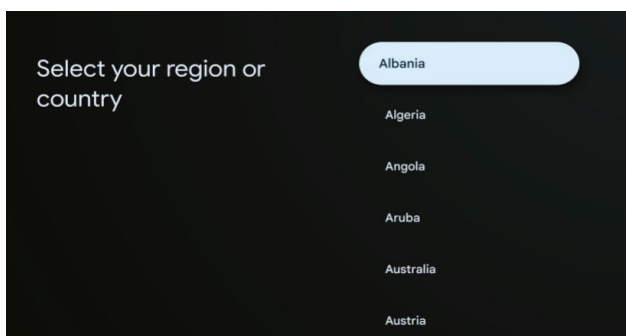 Select your region or
country
Albania
Algeria
Angola
Aruba
Australia
Austria